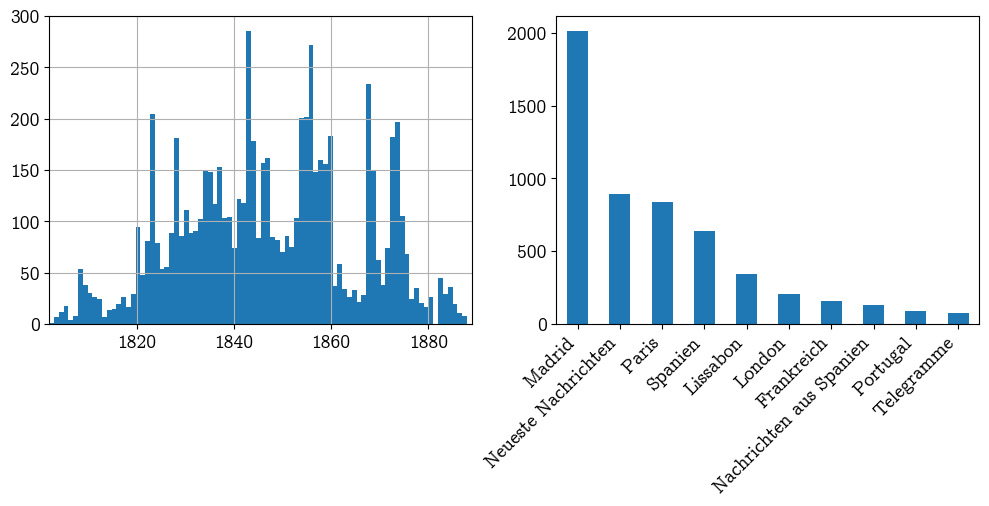 300
250
200
150
100
50
0
1820 1840 1860 1880
2000
1500
1000
500
0
Madrid
Neueste Nachrichten
Paris
Spanien
Lissabon
London
Frankreich
Nachrichten aus Spanien
Portugal
Telegramme